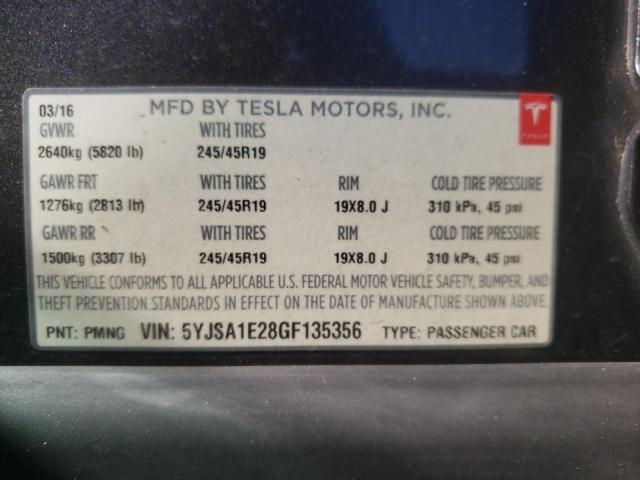 03/16 MFD BY TESLA MOTORS, INC.
GVWR WITH TIRES
2640kg (5820 lb) 245/45R19
GAWR FRT WITH TIRES RIM COLD TIRE PRESSURE
1276kg (2813 lb) 245/45R19 19X8.0 J 310 kPa, 45 psi
GAWR RR WITH TIRES RIM COLD TIRE PRESSURE
1500kg (3307 lb) 245/45R19 19X8.0 J 310 kPa, 45 psi
THIS VEHICLE CONFORMS TO ALL APPLICABLE U.S. FEDERAL MOTOR VEHICLE SAFETY, BUMPER, AND
THEFT PREVENTION STANDARDS IN EFFECT ON THE DATE OF MANUFACTURE SHOWN ABOVE.
PNT: PMNG VIN: 5YJSA1E28GF135356 TYPE: PASSENGER CAR
TESLA